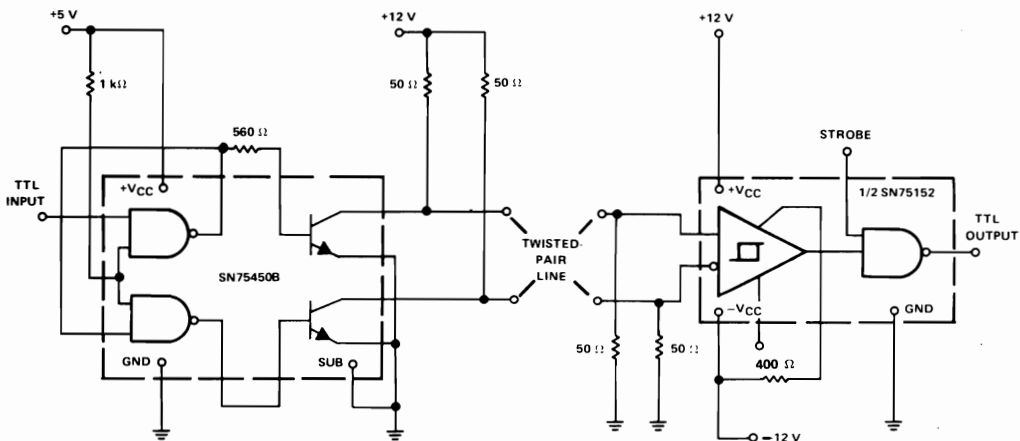 +5 V
+12 V
+12 V
1 kΩ
50 Ω
50 Ω
560 Ω
STROBE
TTL
INPUT
+VCC
+VCC
1/2 SN75152
TWISTED-
PAIR
LINE
TTL
OUTPUT
SN75450B
−VCC
GND
GND
SUB
50 Ω
50 Ω
400 Ω
−12 V